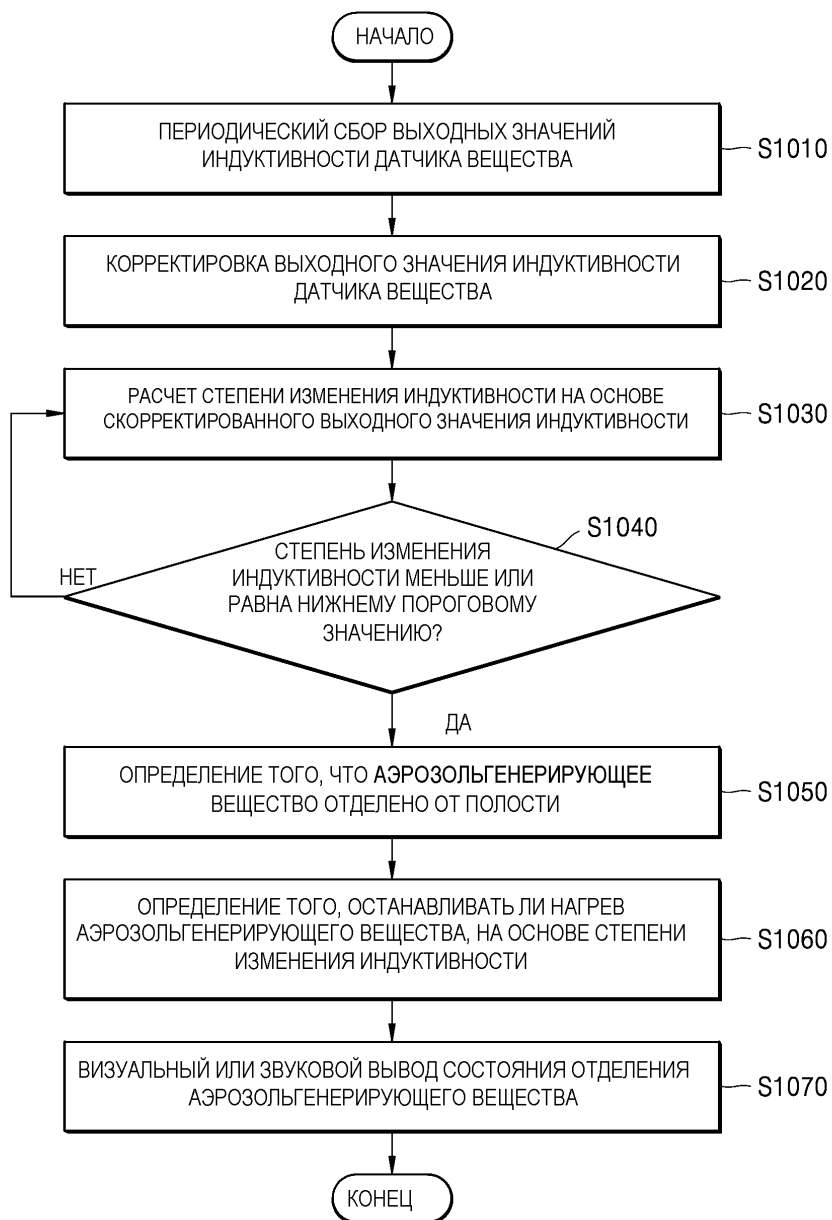 НАЧАЛО
ПЕРИОДИЧЕСКИЙ СБОР ВЫХОДНЫХ ЗНАЧЕНИЙ
ИНДУКТИВНОСТИ ДАТЧИКА ВЕЩЕСТВА
S1010
КОРРЕКТИРОВКА ВЫХОДНОГО ЗНАЧЕНИЯ ИНДУКТИВНОСТИ
ДАТЧИКА ВЕЩЕСТВА
S1020
РАСЧЕТ СТЕПЕНИ ИЗМЕНЕНИЯ ИНДУКТИВНОСТИ НА ОСНОВЕ
СКОРРЕКТИРОВАННОГО ВЫХОДНОГО ЗНАЧЕНИЯ ИНДУКТИВНОСТИ
S1030
S1040
СТЕПЕНЬ ИЗМЕНЕНИЯ
ИНДУКТИВНОСТИ МЕНЬШЕ ИЛИ
РАВНА НИЖНЕМУ ПОРОГОВОМУ
ЗНАЧЕНИЮ?
НЕТ
ДА
ОПРЕДЕЛЕНИЕ ТОГО, ЧТО АЭРОЗОЛЬГЕНЕРИРУЮЩЕЕ
ВЕЩЕСТВО ОТДЕЛЕНО ОТ ПОЛОСТИ
S1050
ОПРЕДЕЛЕНИЕ ТОГО, ОСТАНАВЛИВАТЬ ЛИ НАГРЕВ
АЭРОЗОЛЬГЕНЕРИРУЮЩЕГО ВЕЩЕСТВА, НА ОСНОВЕ СТЕПЕНИ
ИЗМЕНЕНИЯ ИНДУКТИВНОСТИ
S1060
ВИЗУАЛЬНЫЙ ИЛИ ЗВУКОВОЙ ВЫВОД СОСТОЯНИЯ ОТДЕЛЕНИЯ
АЭРОЗОЛЬГЕНЕРИРУЮЩЕГО ВЕЩЕСТВА
S1070
КОНЕЦ